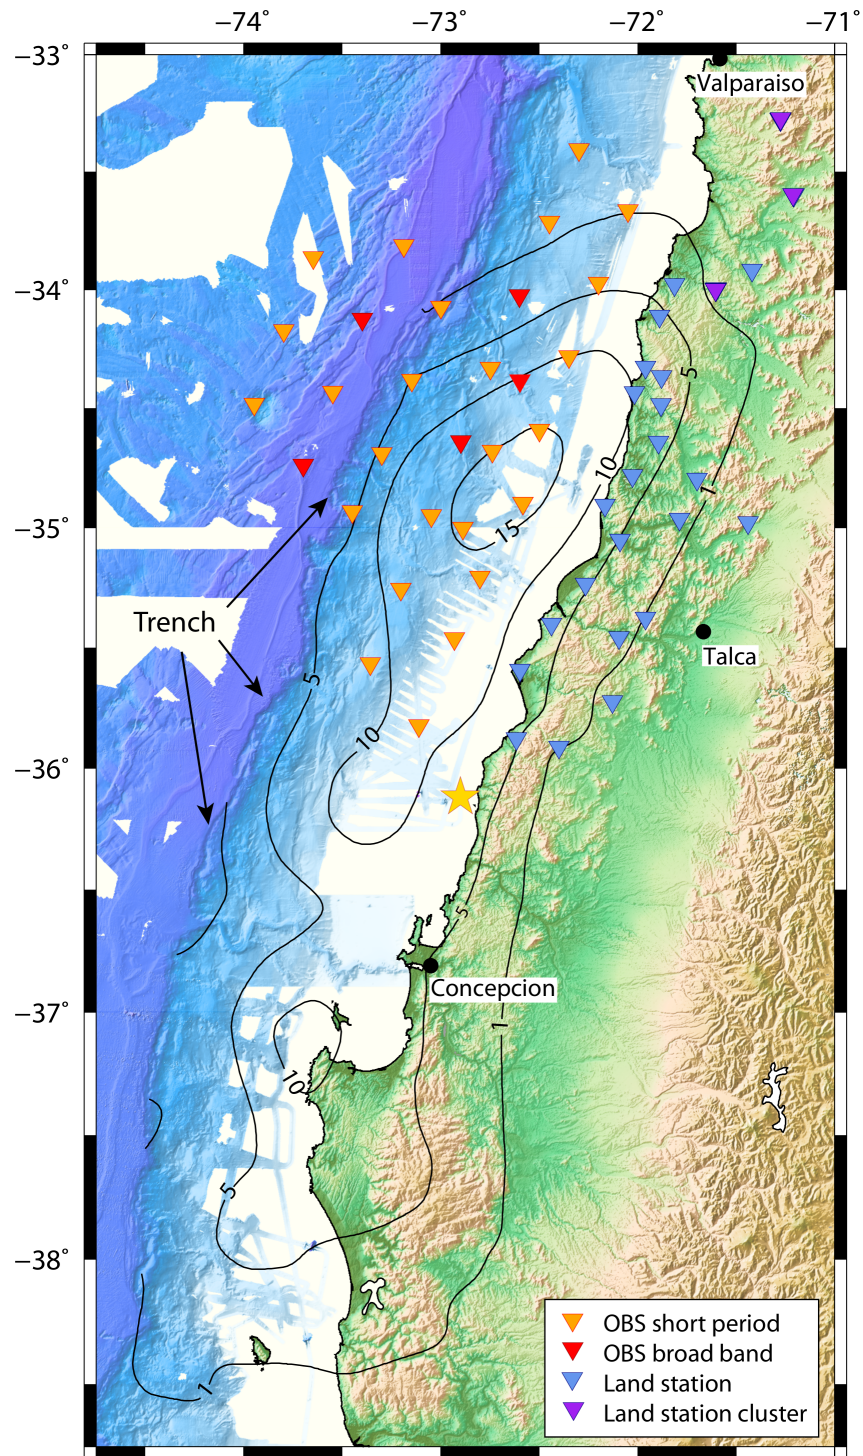 −74° −73° −72° −71°
−33°
Valparaiso
−34°
5
10
1
−35°
15
Trench
Talca
5
10
−36°
5
Concepcion
−37°
1
10
5
−38°
1
OBS short period
OBS broad band
Land station
Land station cluster